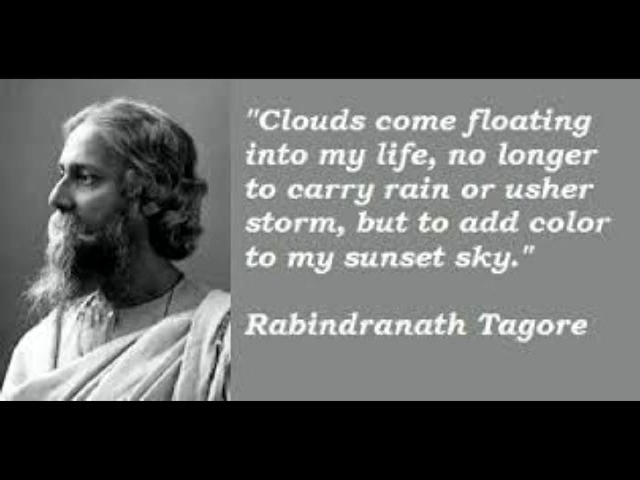 "Clouds come floating
into my life, no longer
to carry rain or usher
storm, but to add color
to my sunset sky."
Rabindranath Tagore